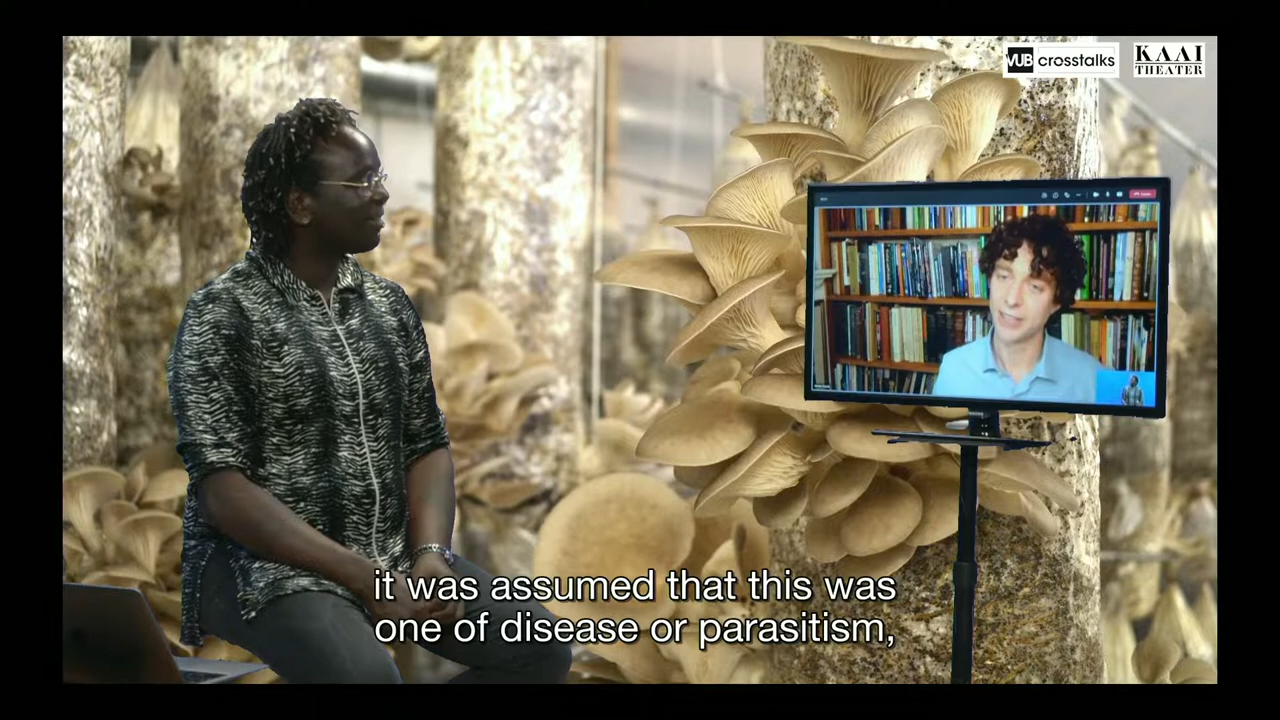 VUB crosstalks
KAAI
THEATER
it was assumed that this was
one of disease or parasitism,